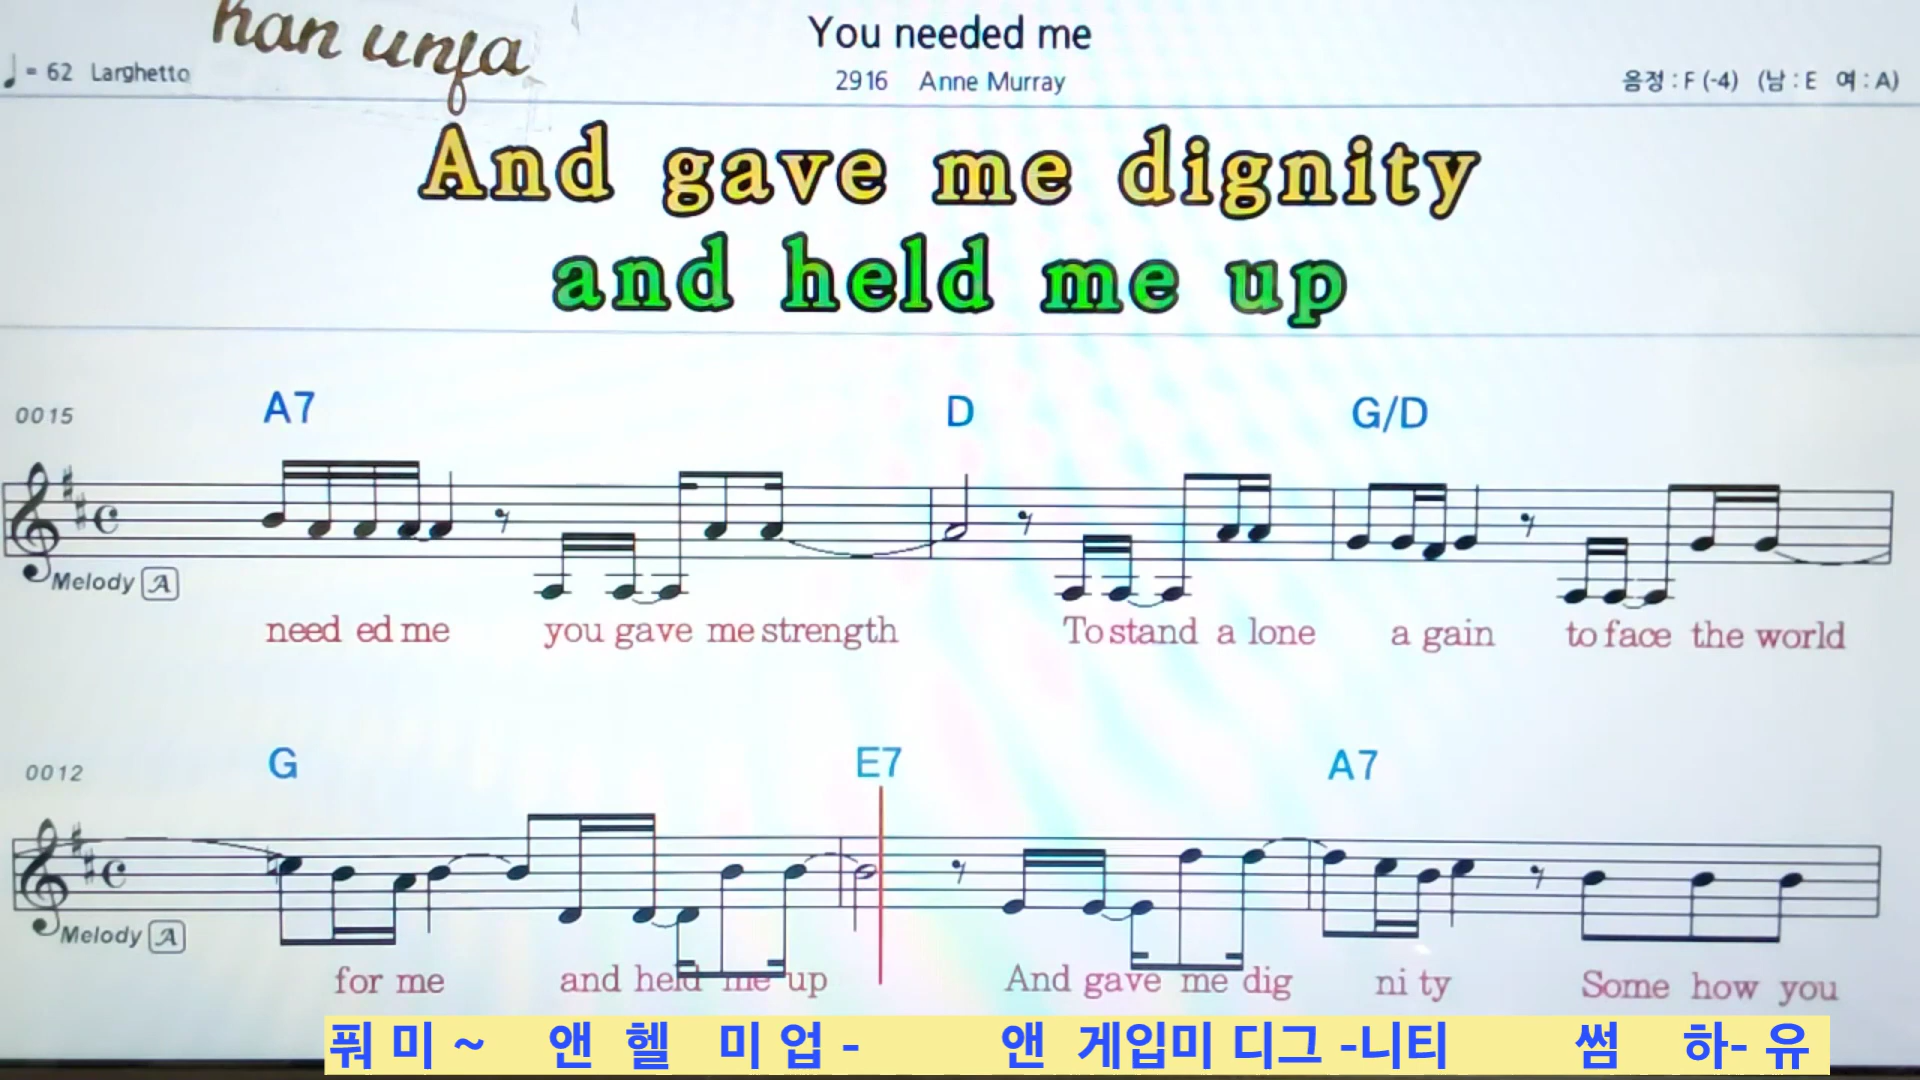 han unfa
You needed me
♩= 62 Larghetto
2916 Anne Murray
음정 : F (-4) (남 : E 여 : A)
And gave me dignity
and held me up
0015 A7 D G/D
Melody A
need ed me you gave me strength To stand a lone a gain to face the world
0012 G E7 A7
Melody A
for me and held me up And gave me dig ni ty Some how you
풔 미 ~ 앤 헬 미 업 - 앤 게입미 디그 -니티 썸 하- 유